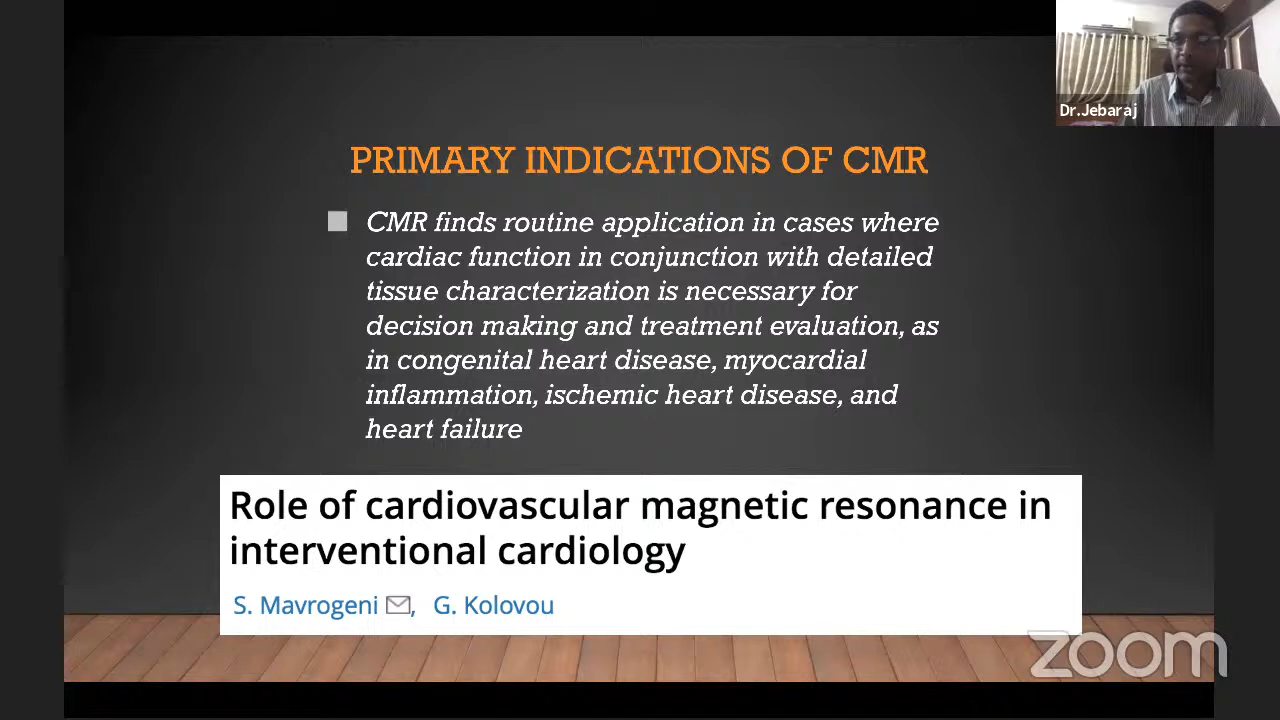 Dr.Jebaraj
PRIMARY INDICATIONS OF CMR
CMR finds routine application in cases where
cardiac function in conjunction with detailed
tissue characterization is necessary for
decision making and treatment evaluation, as
in congenital heart disease, myocardial
inflammation, ischemic heart disease, and
heart failure
Role of cardiovascular magnetic resonance in
interventional cardiology
S. Mavrogeni , G. Kolovou
zoom